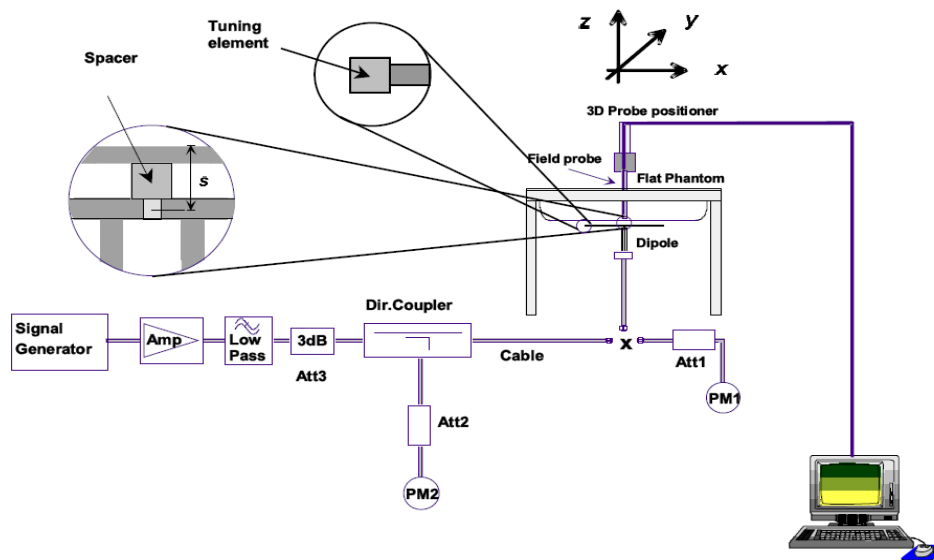 Tuning
element
Spacer
s
z
y
x
3D Probe positioner
Field probe
Flat Phantom
Dipole
Dir.Coupler
Signal
Generator
Amp
Low
Pass
3dB
Att3
Cable
x
Att1
PM1
Att2
PM2